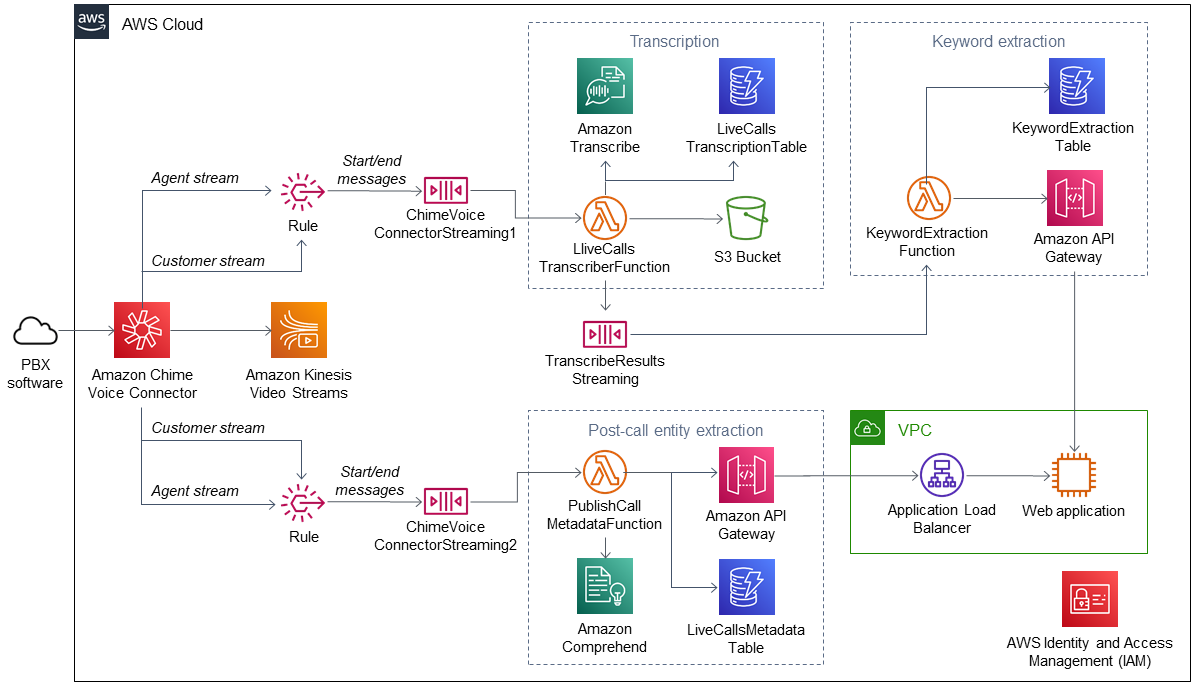 aws
AWS Cloud
PBX
software
Amazon Chime
Voice Connector
Amazon Kinesis
Video Streams
Agent stream
Customer stream
Rule
Start/end
messages
ChimeVoice
ConnectorStreaming1
Transcription
Amazon
Transcribe
LiveCalls
TranscriptionTable
LliveCalls
TranscriberFunction
S3 Bucket
TranscribeResults
Streaming
Keyword extraction
KeywordExtraction
Table
KeywordExtraction
Function
Amazon API
Gateway
Customer stream
Agent stream
Rule
Start/end
messages
ChimeVoice
ConnectorStreaming2
Post-call entity extraction
PublishCall
MetadataFunction
Amazon API
Gateway
Amazon
Comprehend
LiveCallsMetadata
Table
VPC
Application Load
Balancer
Web application
AWS Identity and Access
Management (IAM)